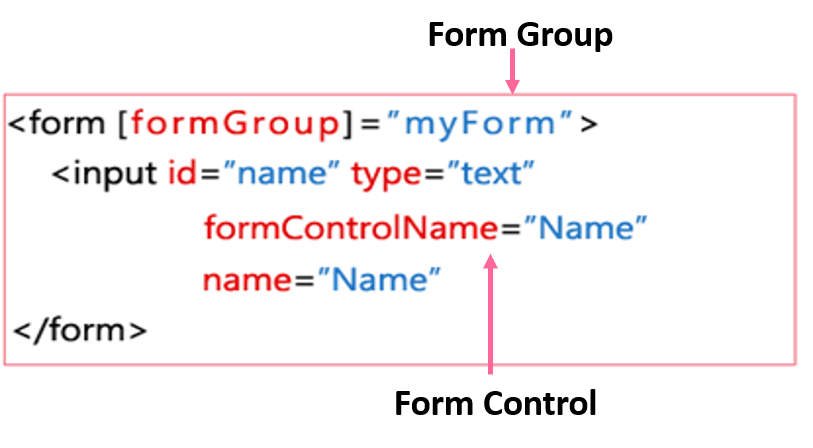 Form Group
<form [formGroup]="myForm">
<input id="name" type="text"
formControlName="Name"
name="Name"
</form>
Form Control